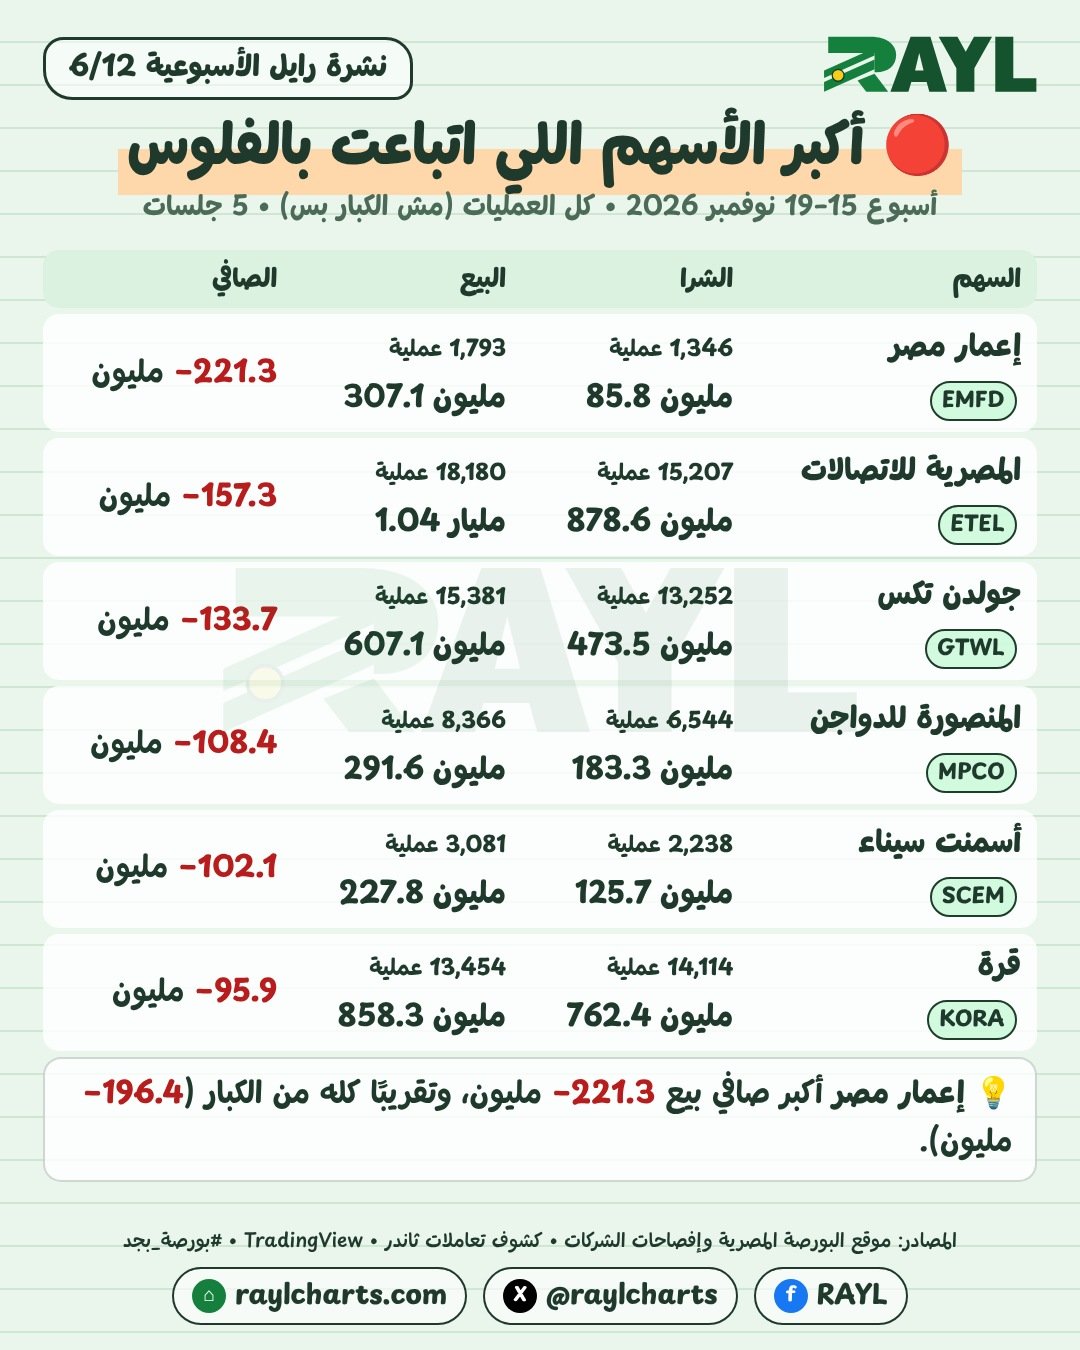 RAYL
نشرة رايل الأسبوعية 6/12
أكبر الأسهم اللي اتباعت بالفلوس
أسبوع 15–19 نوفمبر 2026 • كل العمليات (مش الكبار بس) • 5 جلسات
السهم الشرا البيع الصافي
إعمار مصر
EMFD
1,346 عملية
85.8 مليون
1,793 عملية
307.1 مليون
−221.3 مليون
المصرية للاتصالات
ETEL
15,207 عملية
878.6 مليون
18,180 عملية
1.04 مليار
−157.3 مليون
جولدن تكس
GTWL
13,252 عملية
473.5 مليون
15,381 عملية
607.1 مليون
−133.7 مليون
المنصورة للدواجن
MPCO
6,544 عملية
183.3 مليون
8,366 عملية
291.6 مليون
−108.4 مليون
أسمنت سيناء
SCEM
2,238 عملية
125.7 مليون
3,081 عملية
227.8 مليون
−102.1 مليون
قرة
KORA
14,114 عملية
762.4 مليون
13,454 عملية
858.3 مليون
−95.9 مليون
RAYL
إعمار مصر أكبر صافي بيع −221.3 مليون، وتقريبًا كله من الكبار (−196.4
مليون).
المصادر: موقع البورصة المصرية وإفصاحات الشركات • كشوف تعاملات ثاندر • TradingView • #بورصة_بجد
raylcharts.com
X @raylcharts
f RAYL